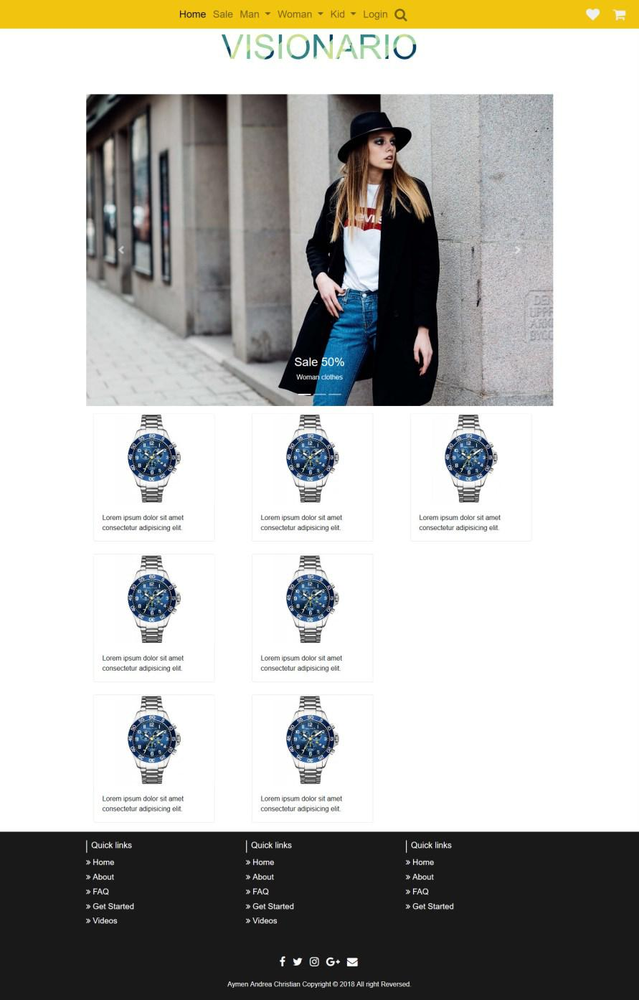 Home Sale Man Woman Kid Login
VISIONARIO
Levi's
DEN
UPPF
ARKI
BYGG
Sale 50%
Woman clothes
Lorem ipsum dolor sit amet
consectetur adipisicing elit.
Lorem ipsum dolor sit amet
consectetur adipisicing elit.
Lorem ipsum dolor sit amet
consectetur adipisicing elit.
Lorem ipsum dolor sit amet
consectetur adipisicing elit.
Lorem ipsum dolor sit amet
consectetur adipisicing elit.
Lorem ipsum dolor sit amet
consectetur adipisicing elit.
Lorem ipsum dolor sit amet
consectetur adipisicing elit.
Quick links
» Home
» About
» FAQ
» Get Started
» Videos
Quick links
» Home
» About
» FAQ
» Get Started
» Videos
Quick links
» Home
» About
» FAQ
» Get Started
Aymen Andrea Christian Copyright © 2018 All right Reversed.